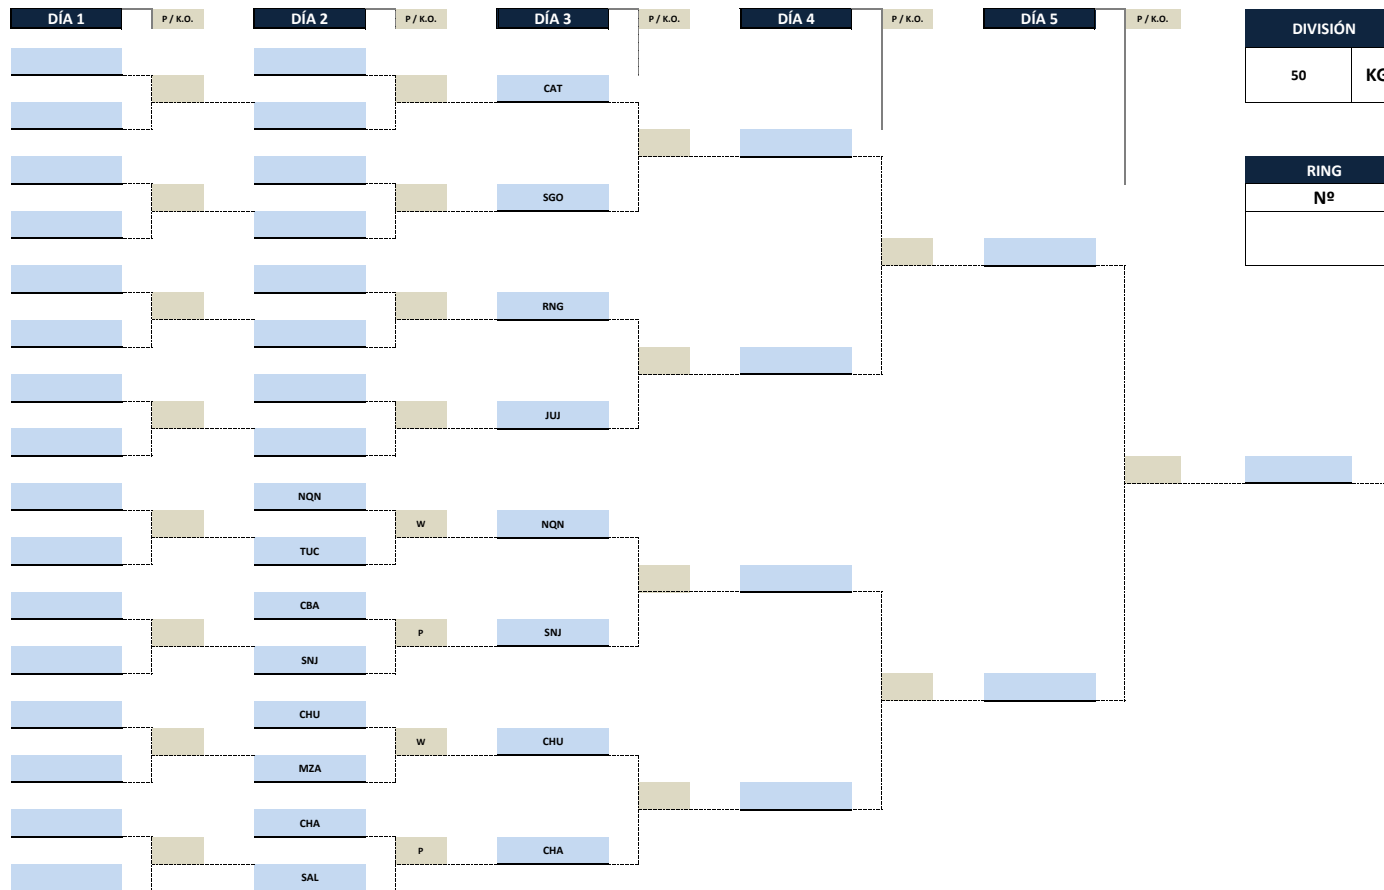 DÍA 1 P / K.O. DÍA 2 P / K.O. DÍA 3 P / K.O. DÍA 4 P / K.O. DÍA 5 P / K.O.
DIVISIÓN
50 KG
CAT
SGO
RING
Nº
RNG
JUJ
NQN
W
NQN
TUC
CBA
P
SNJ
SNJ
CHU
W
CHU
MZA
CHA
P
CHA
SAL